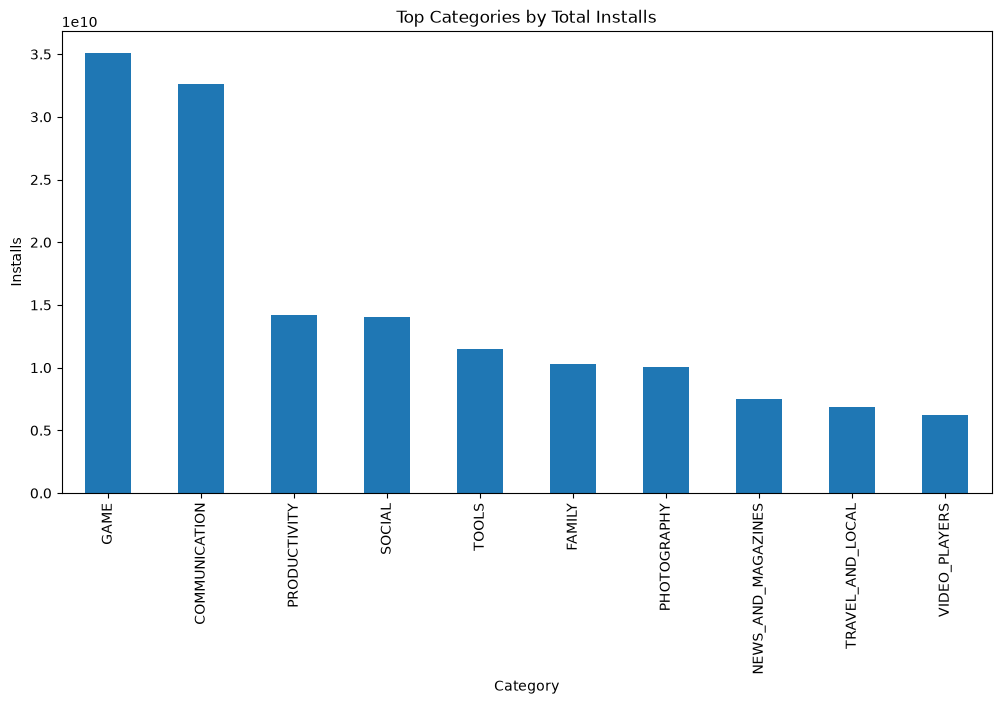 Top Categories by Total Installs
1e10
3.5
3.0
2.5
2.0
1.5
1.0
0.5
0.0
Installs
GAME
COMMUNICATION
PRODUCTIVITY
SOCIAL
TOOLS
FAMILY
PHOTOGRAPHY
NEWS_AND_MAGAZINES
TRAVEL_AND_LOCAL
VIDEO_PLAYERS
Category